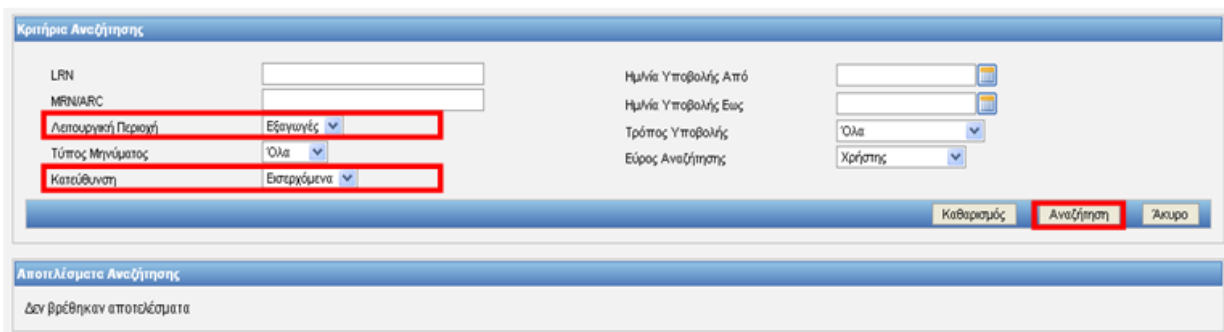 Κριτήρια Αναζήτησης
LRN
MRN/ARC
Λειτουργική Περιοχή Εξαγωγές
Τύπος Μηνύματος Όλα
Κατεύθυνση Εισερχόμενα
Ημ/νία Υποβολής Από
Ημ/νία Υποβολής Εως
Τρόπος Υποβολής Όλα
Εύρος Αναζήτησης Χρήστης
Καθαρισμός Αναζήτηση Άκυρο
Αποτελέσματα Αναζήτησης
Δεν βρέθηκαν αποτελέσματα